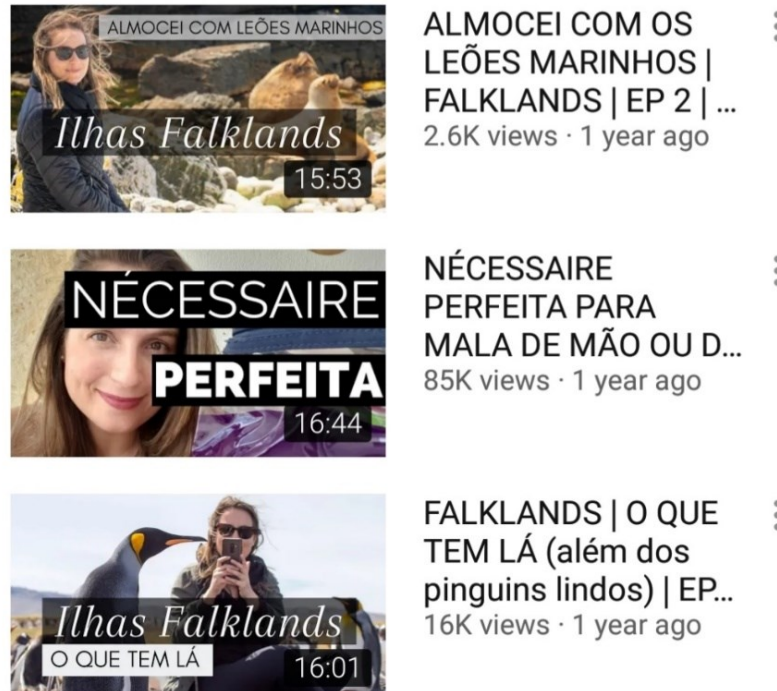 ALMOCEI COM LEÕES MARINHOS
Ilhas Falklands
15:53
ALMOCEI COM OS
LEÕES MARINHOS |
FALKLANDS | EP 2 | ...
2.6K views · 1 year ago
NÉCESSAIRE
PERFEITA
16:44
NÉCESSAIRE
PERFEITA PARA
MALA DE MÃO OU D...
85K views · 1 year ago
Ilhas Falklands
O QUE TEM LÁ
16:01
FALKLANDS | O QUE
TEM LÁ (além dos
pinguins lindos) | EP...
16K views · 1 year ago